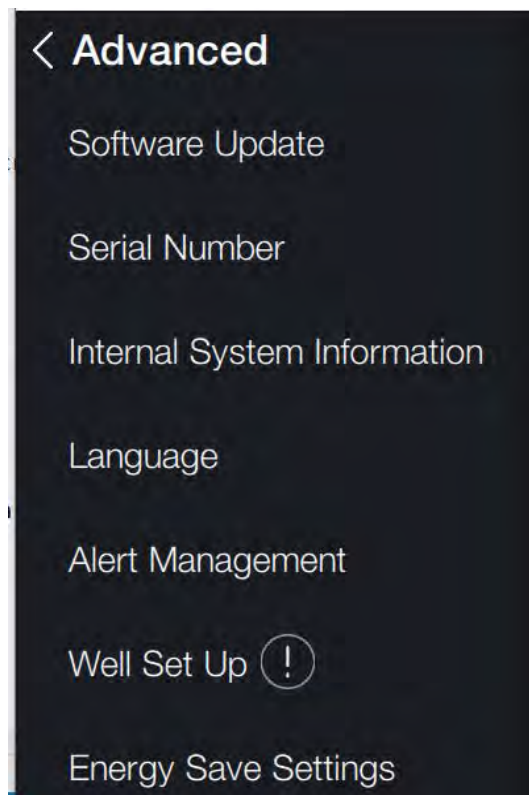 < Advanced
Software Update
Serial Number
Internal System Information
Language
Alert Management
Well Set Up !
Energy Save Settings